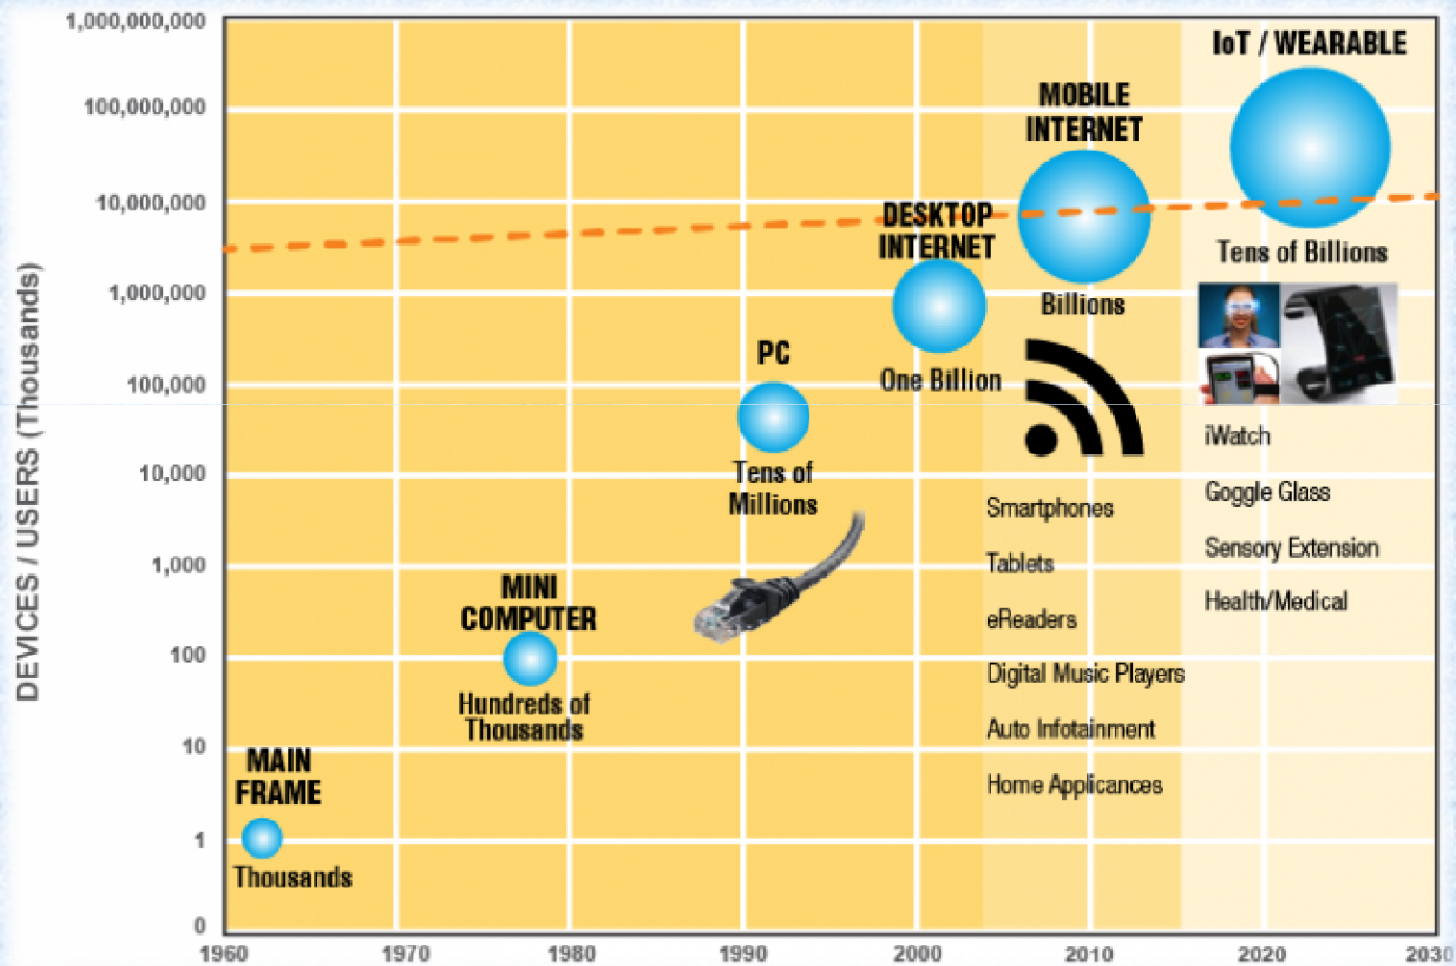 1,000,000,000
100,000,000
10,000,000
1,000,000
100,000
10,000
1,000
100
10
1
0
DEVICES / USERS (Thousands)
1960
1970
1980
1990
2000
2010
2020
2030
MAIN
FRAME
Thousands
MINI
COMPUTER
Hundreds of
Thousands
PC
Tens of
Millions
DESKTOP
INTERNET
One Billion
MOBILE
INTERNET
Billions
Smartphones
Tablets
eReaders
Digital Music Players
Auto Infotainment
Home Applicances
IoT / WEARABLE
Tens of Billions
iWatch
Goggle Glass
Sensory Extension
Health/Medical